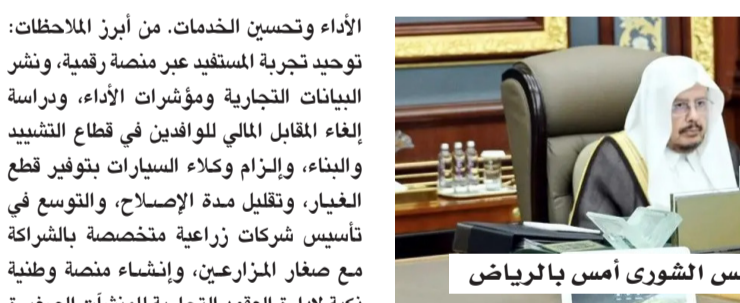 الأداء وتحسين الخدمات. من أبرز الملاحظات:
توحيد تجربة المستفيد عبر منصة رقمية، ونشر
البيانات التجارية ومؤشرات الأداء، ودراسة
إلغاء المقابل المالي للوافدين في قطاع التشييد
والبناء، وإلزام وكلاء السيارات بتوفير قطع
الغيار، وتقليل مدة الإصلاح، والتوسع في
تأسيس شركات زراعية متخصصة بالشراكة
مع صغار المزارعين، وإنشاء منصة وطنية
الشورى أمس بالرياض